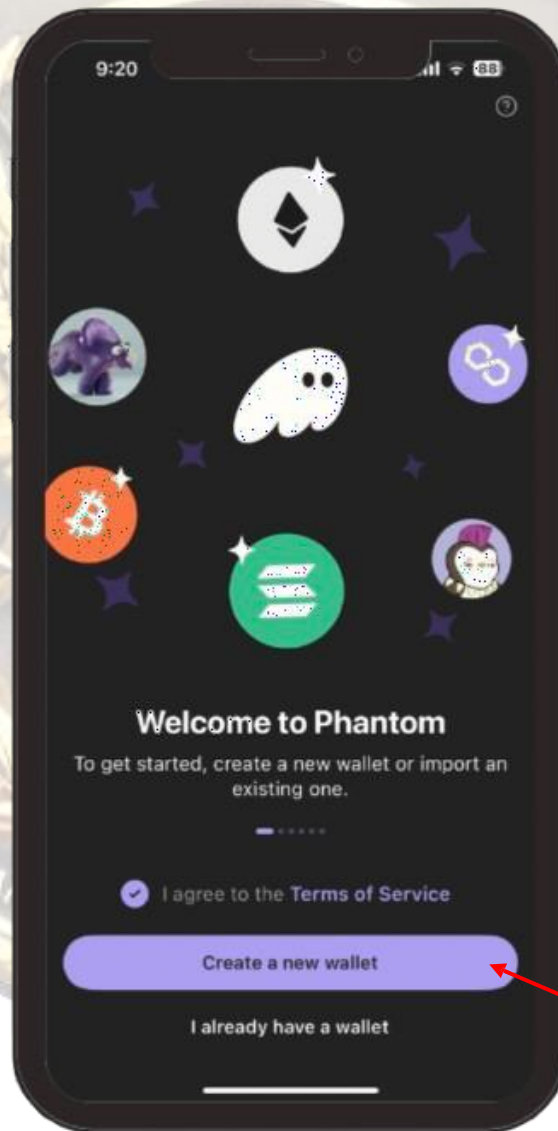 9:20
88
Welcome to Phantom
To get started, create a new wallet or import an
existing one.
I agree to the Terms of Service
Create a new wallet
I already have a wallet